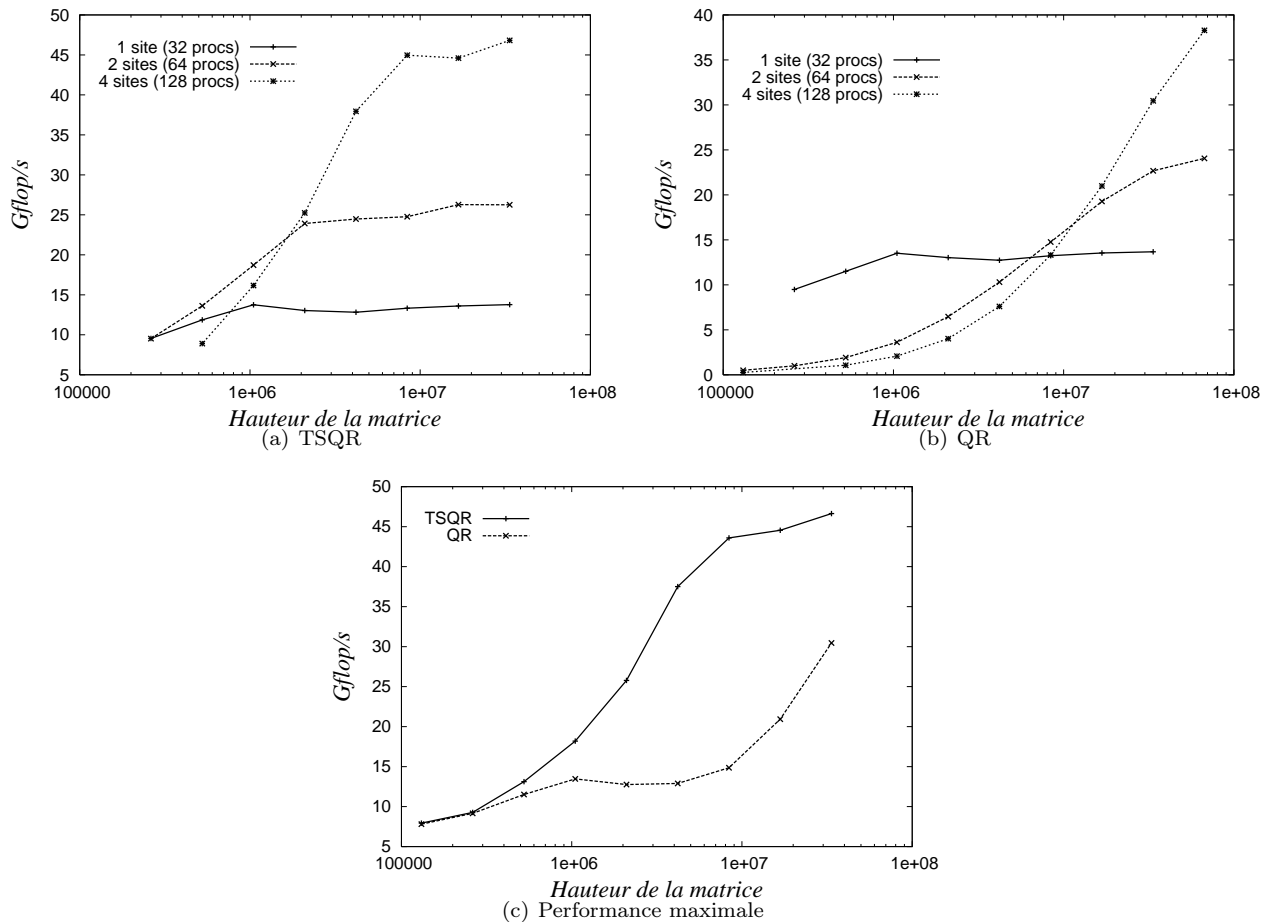 50
45
40
35
30
25
20
15
10
5
100000
1e+06
1e+07
1e+08
Gflop/s
Hauteur de la matrice
1 site (32 procs)
2 sites (64 procs)
4 sites (128 procs)
(a) TSQR
40
35
30
25
20
15
10
5
0
100000
1e+06
1e+07
1e+08
Gflop/s
Hauteur de la matrice
1 site (32 procs)
2 sites (64 procs)
4 sites (128 procs)
(b) QR
50
45
40
35
30
25
20
15
10
5
100000
1e+06
1e+07
1e+08
Gflop/s
Hauteur de la matrice
TSQR
QR
(c) Performance maximale